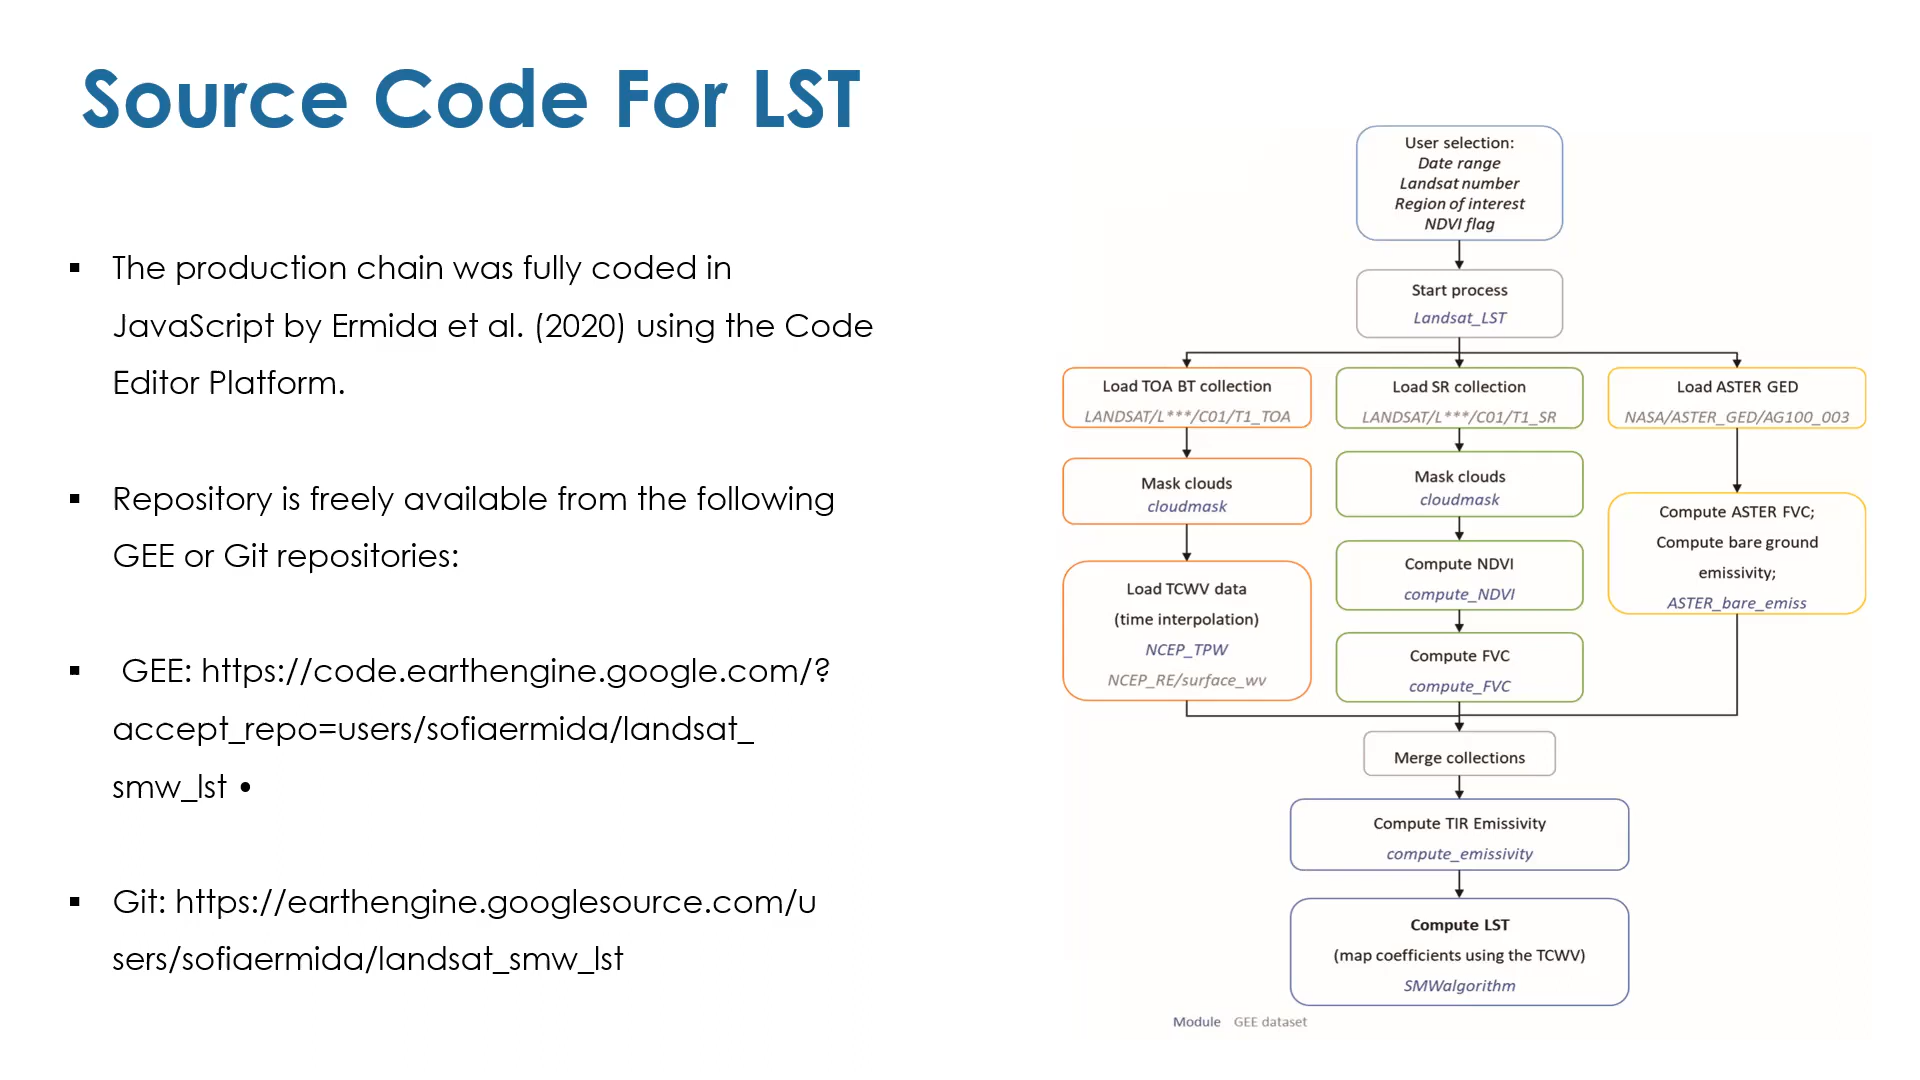 Source Code For LST
▪ The production chain was fully coded in
JavaScript by Ermida et al. (2020) using the Code
Editor Platform.
▪ Repository is freely available from the following
GEE or Git repositories:
▪ GEE: https://code.earthengine.google.com/?
accept_repo=users/sofiaermida/landsat_
smw_lst •
▪ Git: https://earthengine.googlesource.com/u
sers/sofiaermida/landsat_smw_lst
User selection:
Date range
Landsat number
Region of interest
NDVI flag
Start process
Landsat_LST
Load TOA BT collection
LANDSAT/L***/C01/T1_TOA
Mask clouds
cloudmask
Load TCWV data
(time interpolation)
NCEP_TPW
NCEP_RE/surface_wv
Load SR collection
LANDSAT/L***/C01/T1_SR
Mask clouds
cloudmask
Compute NDVI
compute_NDVI
Compute FVC
compute_FVC
Load ASTER GED
NASA/ASTER_GED/AG100_003
Compute ASTER FVC;
Compute bare ground
emissivity;
ASTER_bare_emiss
Merge collections
Compute TIR Emissivity
compute_emissivity
Compute LST
(map coefficients using the TCWV)
SMWalgorithm
Module GEE dataset